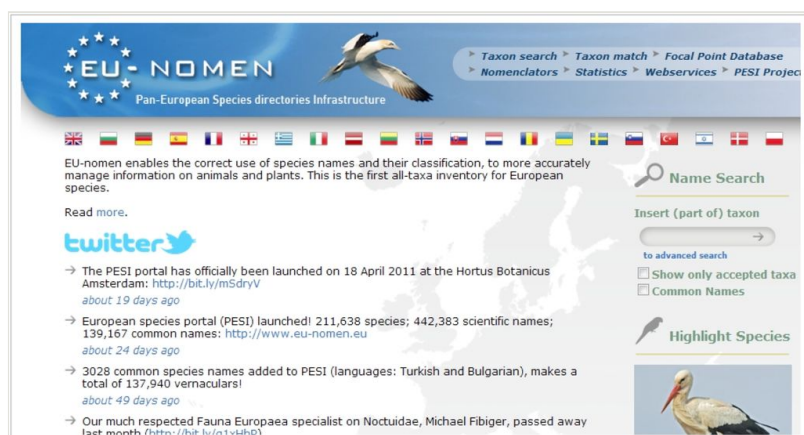 EU-NOMEN
Pan-European Species directories Infrastructure
Taxon search Taxon match Focal Point Database
Nomenclators Statistics Webservices PESI Project
EU-nomen enables the correct use of species names and their classification, to more accurately
manage information on animals and plants. This is the first all-taxa inventory for European
species.
Read more.
twitter
The PESI portal has officially been launched on 18 April 2011 at the Hortus Botanicus
Amsterdam: http://bit.ly/mSdryV
about 19 days ago
European species portal (PESI) launched! 211,638 species; 442,383 scientific names;
139,167 common names: http://www.eu-nomen.eu
about 24 days ago
3028 common species names added to PESI (languages: Turkish and Bulgarian), makes a
total of 137,940 vernaculars!
about 49 days ago
Our much respected Fauna Europaea specialist on Noctuidae, Michael Fibiger, passed away
last month (http://bit.ly/g1xHbP)
Name Search
Insert (part of) taxon
to advanced search
Show only accepted taxa
Common Names
Highlight Species